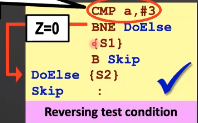 CMP a,#3
Z=0
BNE DoElse
{S1}
B Skip
DoElse {S2}
Skip :
Reversing test condition